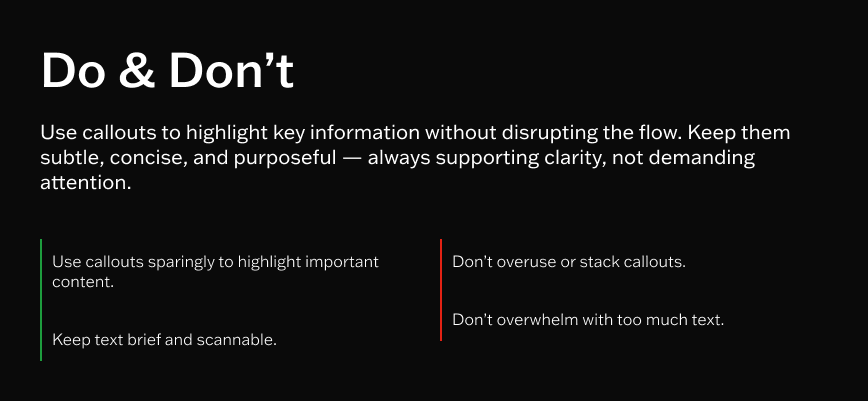 Do & Don’t
Use callouts to highlight key information without disrupting the flow. Keep them
subtle, concise, and purposeful — always supporting clarity, not demanding
attention.
Use callouts sparingly to highlight important
content.
Keep text brief and scannable.
Don’t overuse or stack callouts.
Don’t overwhelm with too much text.